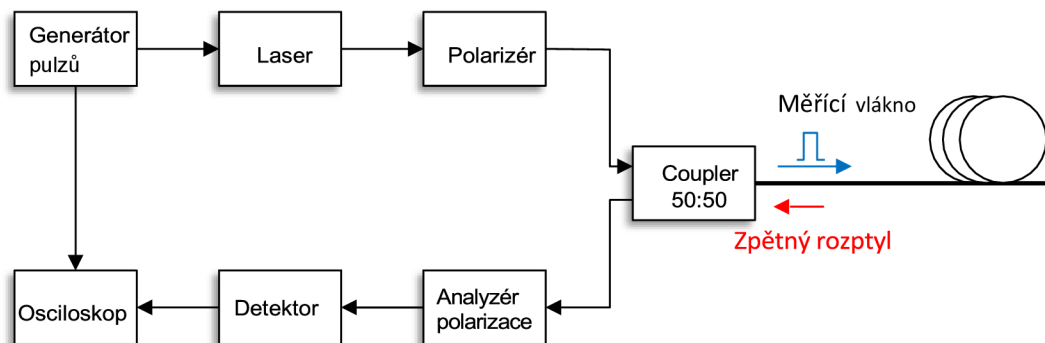 Generátor
pulzů
Laser
Polarizér
Měřící vlákno
Coupler
50:50
Zpětný rozptyl
Osciloskop
Detektor
Analyzér
polarizace